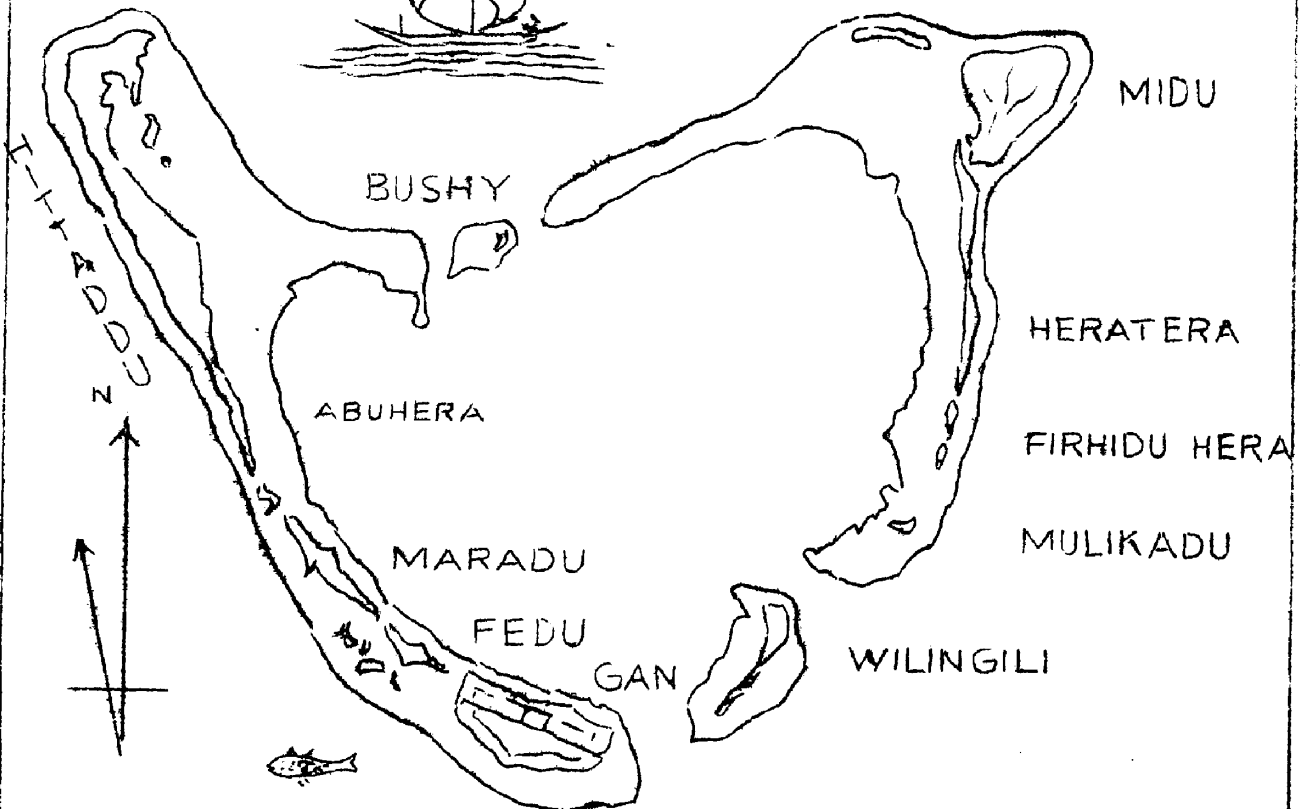 MIDU
BUSHY
HITTADDU
HERATERA
N
ABUHERA
FIRHIDU HERA
MULIKADU
MARADU
FEDU
GAN
WILINGILI